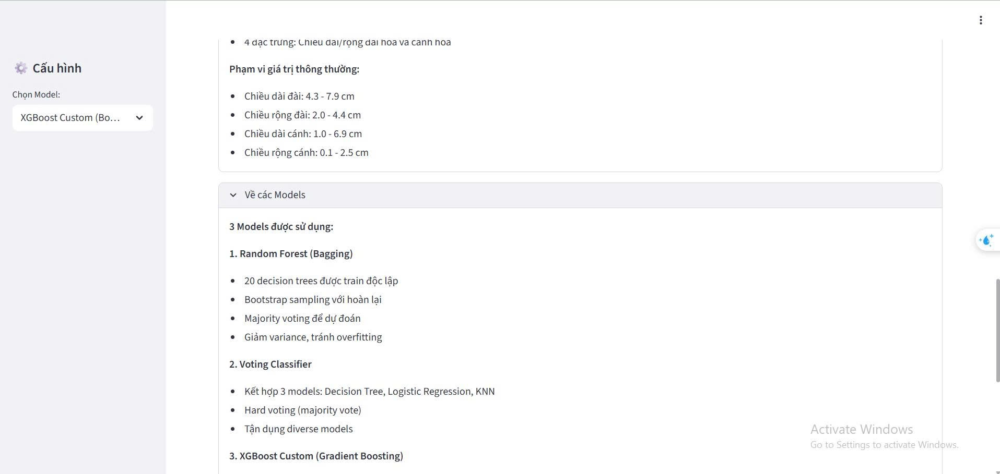 Cấu hình
Chọn Model:
XGBoost Custom (Bo...
4 đặc trưng: Chiều dài/rộng đài hoa và cánh hoa
Phạm vi giá trị thông thường:
Chiều dài đài: 4.3 - 7.9 cm
Chiều rộng đài: 2.0 - 4.4 cm
Chiều dài cánh: 1.0 - 6.9 cm
Chiều rộng cánh: 0.1 - 2.5 cm
Về các Models
3 Models được sử dụng:
1. Random Forest (Bagging)
20 decision trees được train độc lập
Bootstrap sampling với hoàn lại
Majority voting để dự đoán
Giảm variance, tránh overfitting
2. Voting Classifier
Kết hợp 3 models: Decision Tree, Logistic Regression, KNN
Hard voting (majority vote)
Tận dụng diverse models
3. XGBoost Custom (Gradient Boosting)
Activate Windows
Go to Settings to activate Windows.